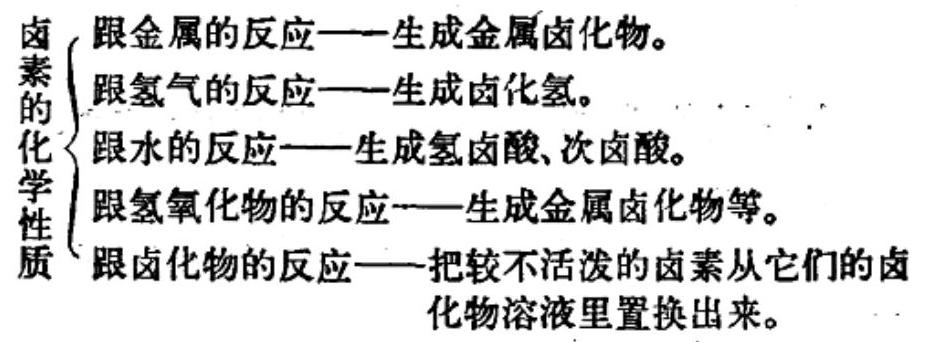 卤素的化学性质
跟金属的反应——生成金属卤化物。
跟氢气的反应——生成卤化氢。
跟水的反应——生成氢卤酸、次卤酸。
跟氢氧化物的反应——生成金属卤化物等。
跟卤化物的反应——把较不活泼的卤素从它们的卤
化物溶液里置换出来。